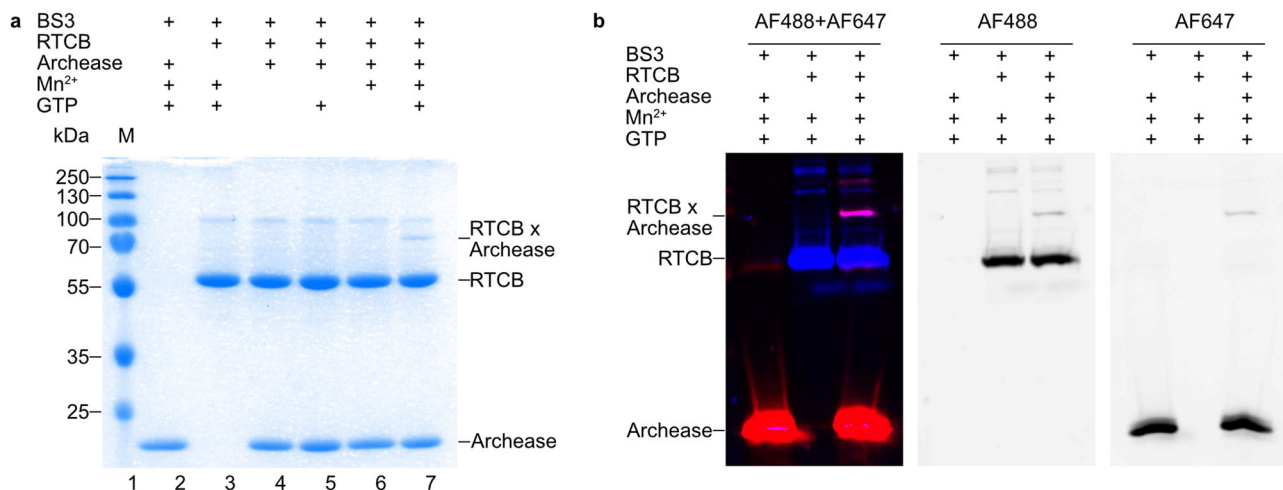 a
BS3 + + + + + +
RTCB + + + + +
Archease + + + + +
Mn2+ + + + +
GTP + + + +
kDa M
250
130
100
70
55
35
25
RTCB x
Archease
RTCB
Archease
1 2 3 4 5 6 7
b
AF488+AF647 AF488 AF647
BS3 + + + + + + + + +
RTCB + + + + + +
Archease + + + + + +
Mn2+ + + + + + + + + +
GTP + + + + + + + + +
RTCB x
Archease
RTCB
Archease